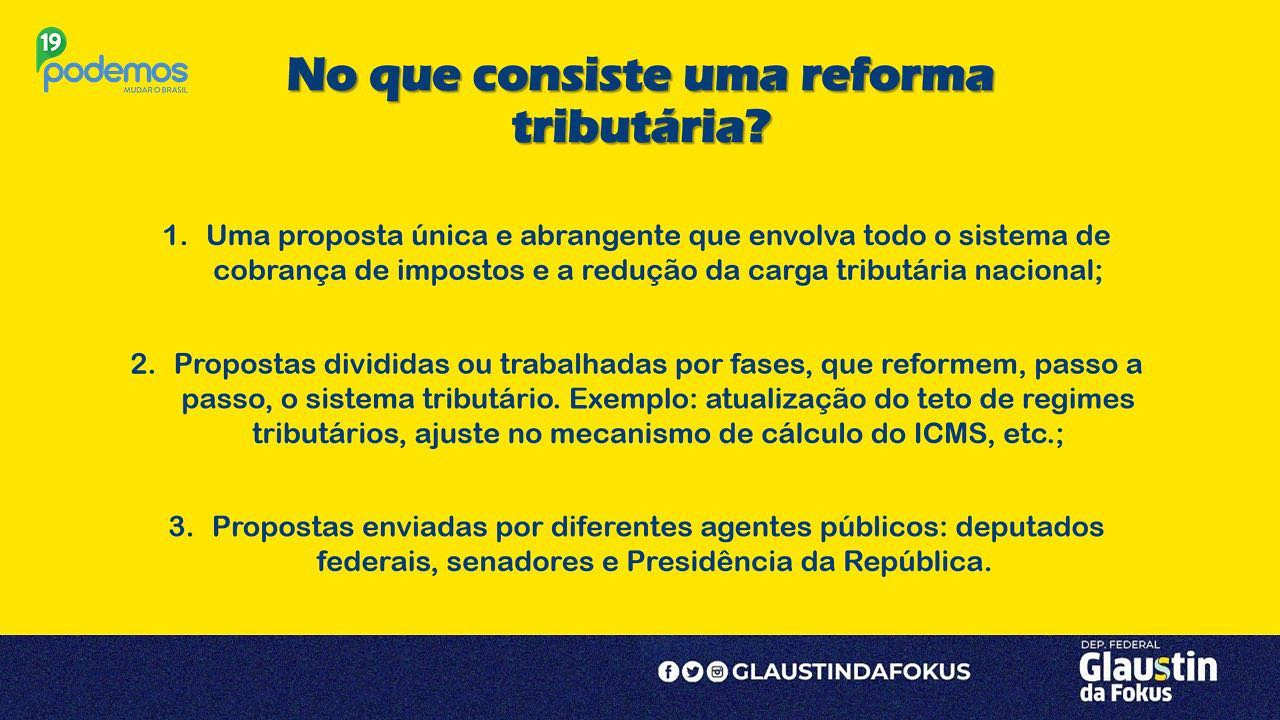 19
podemos
MUDAR O BRASIL
No que consiste uma reforma
tributária?
1. Uma proposta única e abrangente que envolva todo o sistema de
cobrança de impostos e a redução da carga tributária nacional;
2. Propostas divididas ou trabalhadas por fases, que reformem, passo a
passo, o sistema tributário. Exemplo: atualização do teto de regimes
tributários, ajuste no mecanismo de cálculo do ICMS, etc.;
3. Propostas enviadas por diferentes agentes públicos: deputados
federais, senadores e Presidência da República.
GLAUSTINDAFOKUS
DEP. FEDERAL
Glaustin
da Fokus